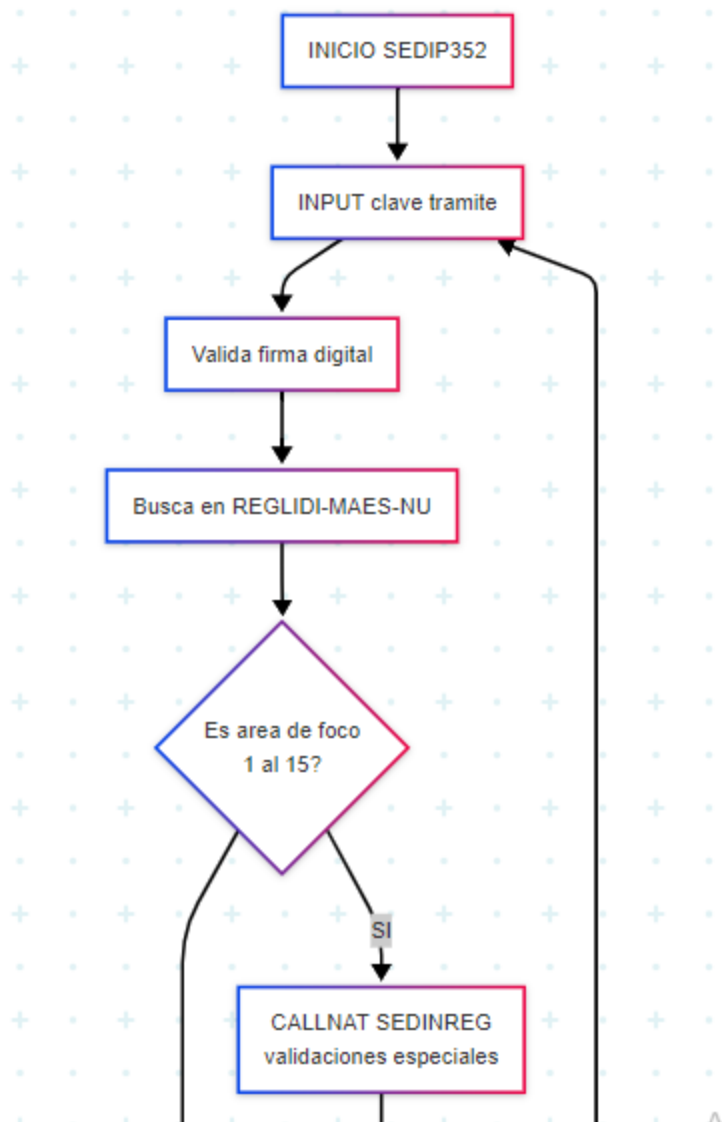 INICIO SEDIP352
INPUT clave tramite
Valida firma digital
Busca en REGLIDI-MAES-NU
Es area de foco
1 al 15?
SI
CALLNAT SEDINREG
validaciones especiales